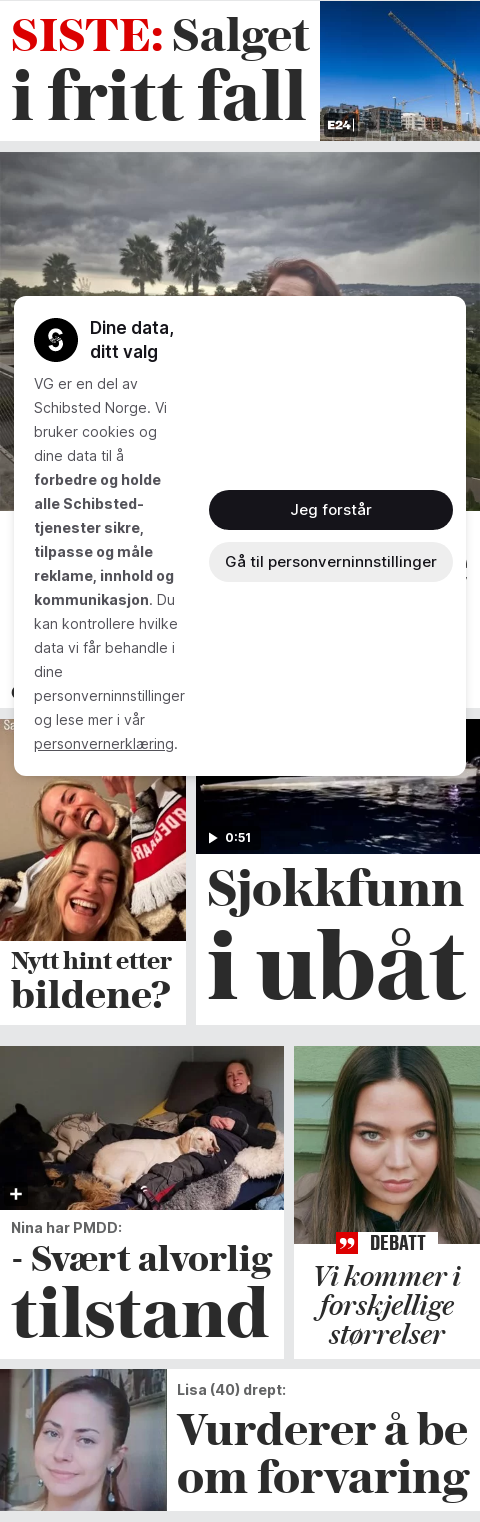 SISTE: Salget
i fritt fall
E24
Dine data,
ditt valg
VG er en del av
Schibsted Norge. Vi
bruker cookies og
dine data til å
forbedre og holde
alle Schibsted-
tjenester sikre,
tilpasse og måle
reklame, innhold og
kommunikasjon. Du
kan kontrollere hvilke
data vi får behandle i
dine
personverninnstillinger
og lese mer i vår
personvernerklæring.
Jeg forstår
Gå til personverninnstillinger
0:51
Nytt hint etter
bildene?
Sjokkfunn
i ubåt
Nina har PMDD:
- Svært alvorlig
tilstand
DEBATT
Vi kommer i
forskjellige
størrelser
Lisa (40) drept:
Vurderer å be
om forvaring